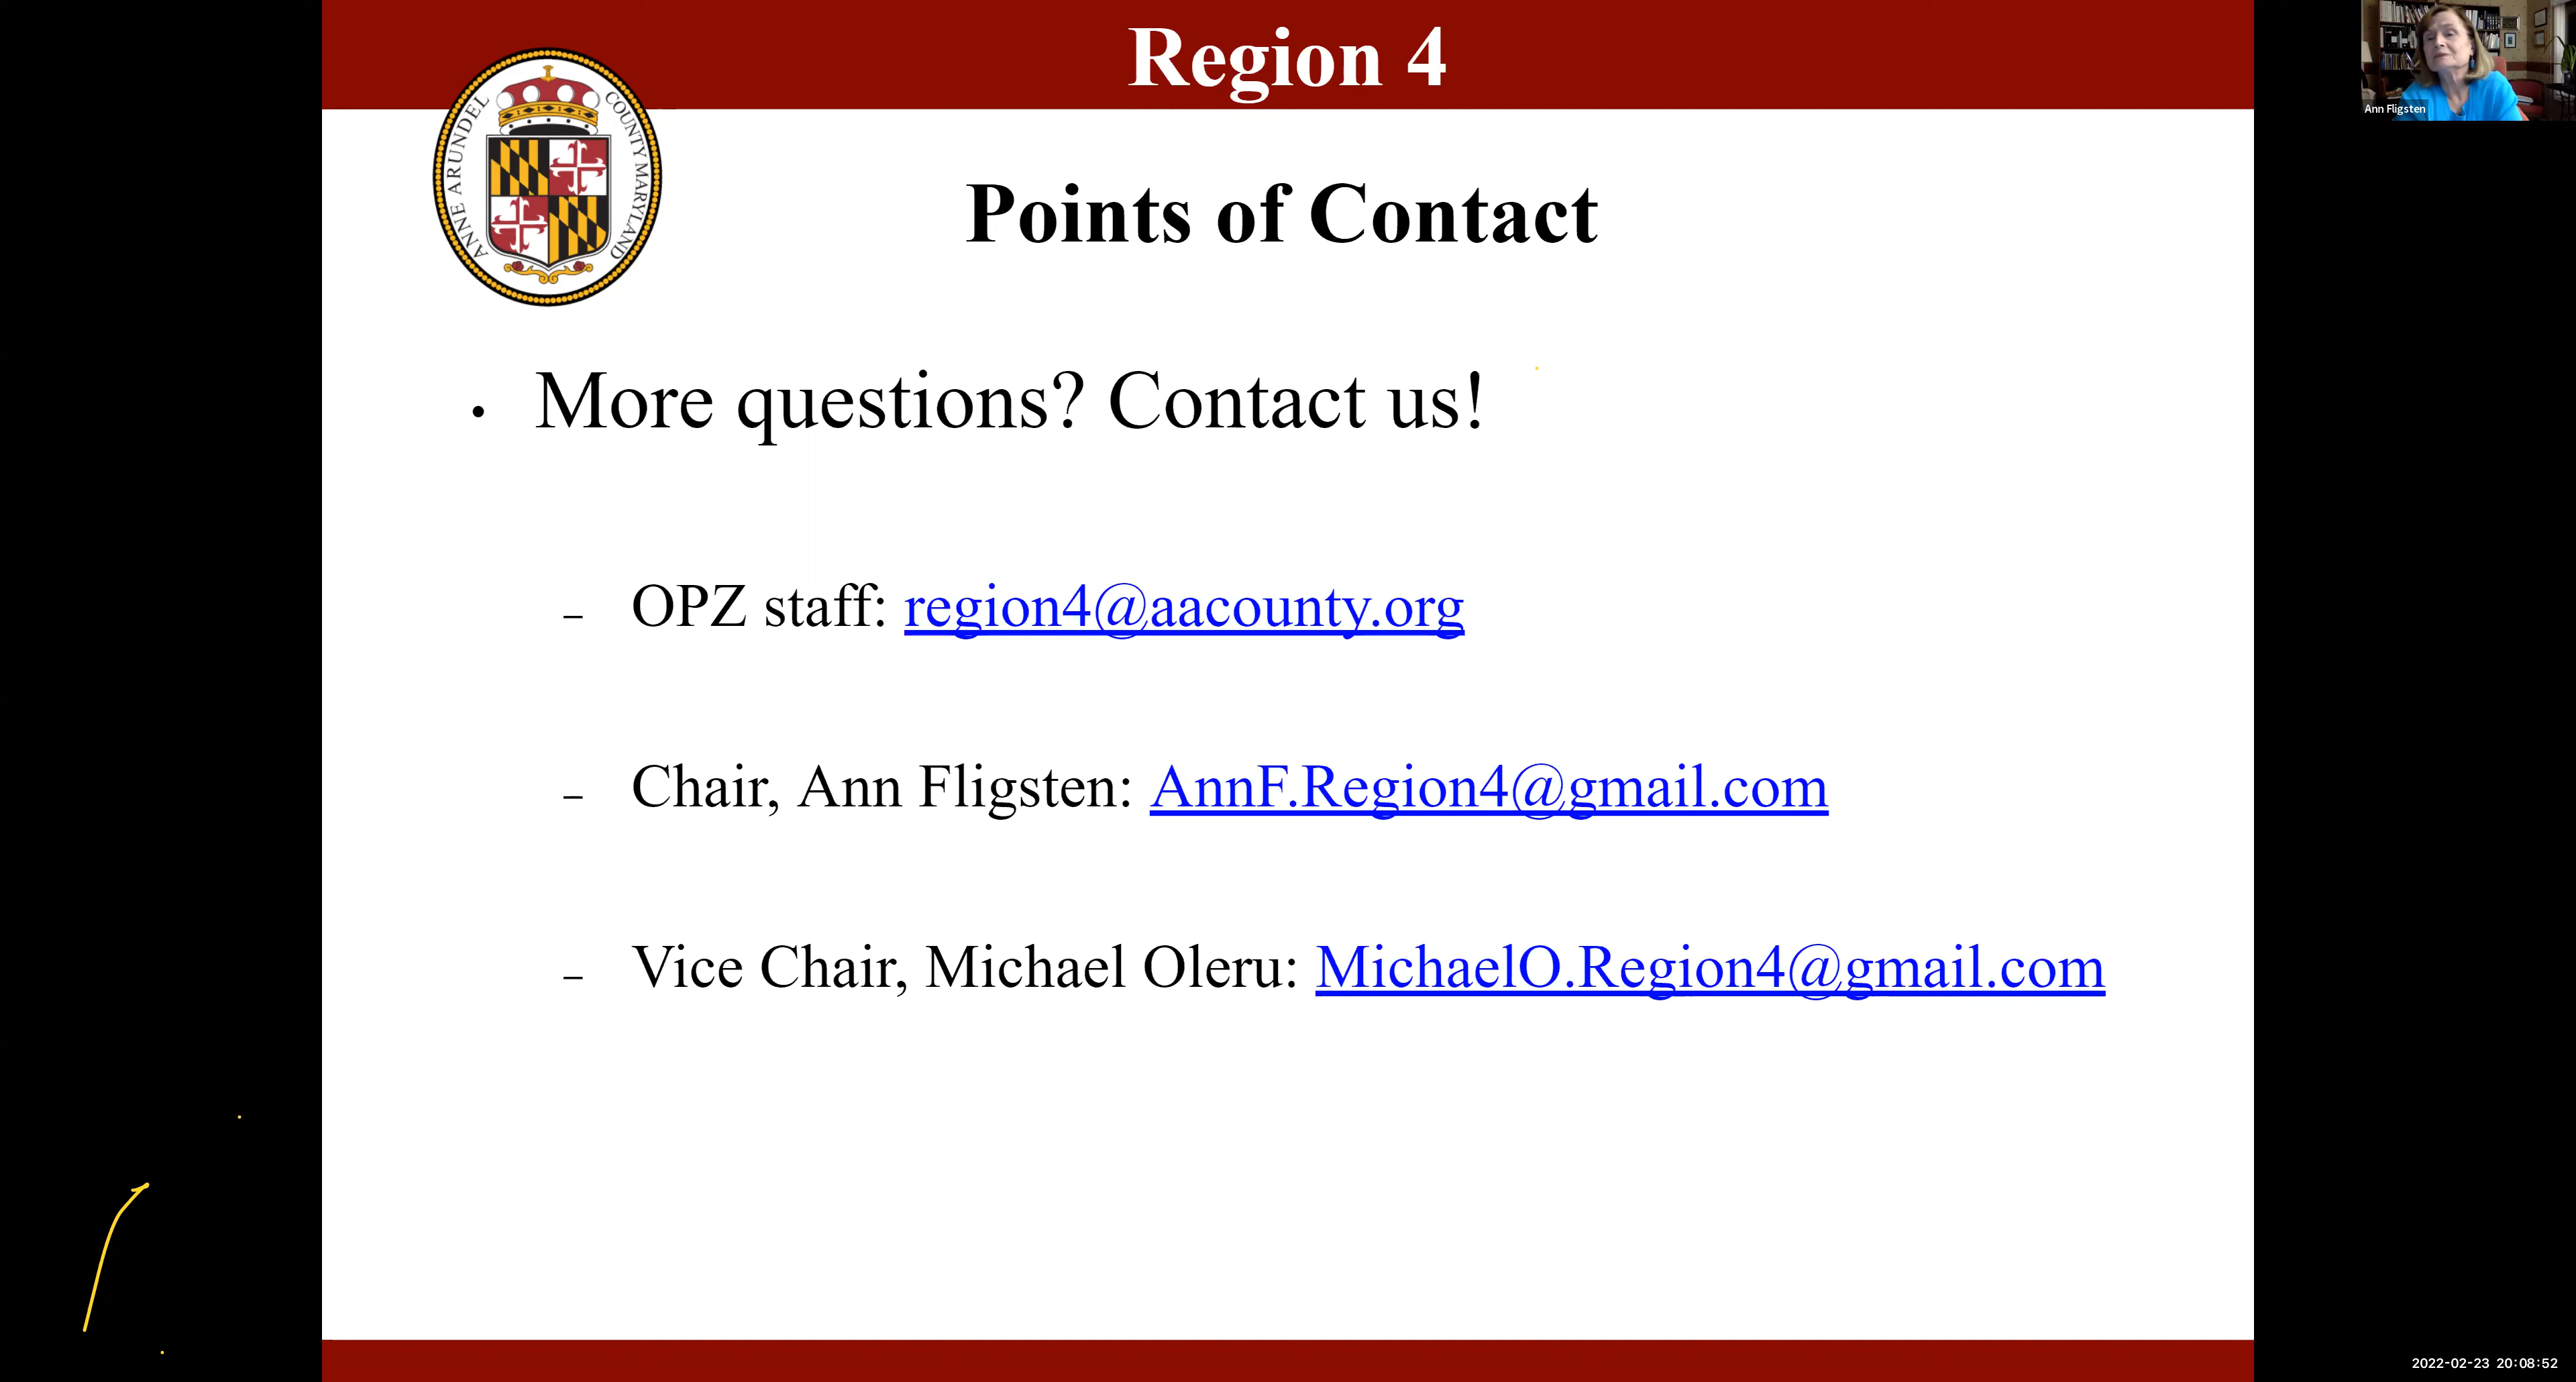 Region 4
Ann Fligsten
ANNE ARUNDEL COUNTY MARYLAND
Points of Contact
• More questions? Contact us!
– OPZ staff: region4@aacounty.org
– Chair, Ann Fligsten: AnnF.Region4@gmail.com
– Vice Chair, Michael Oleru: MichaelO.Region4@gmail.com
2022-02-23 20:08:52